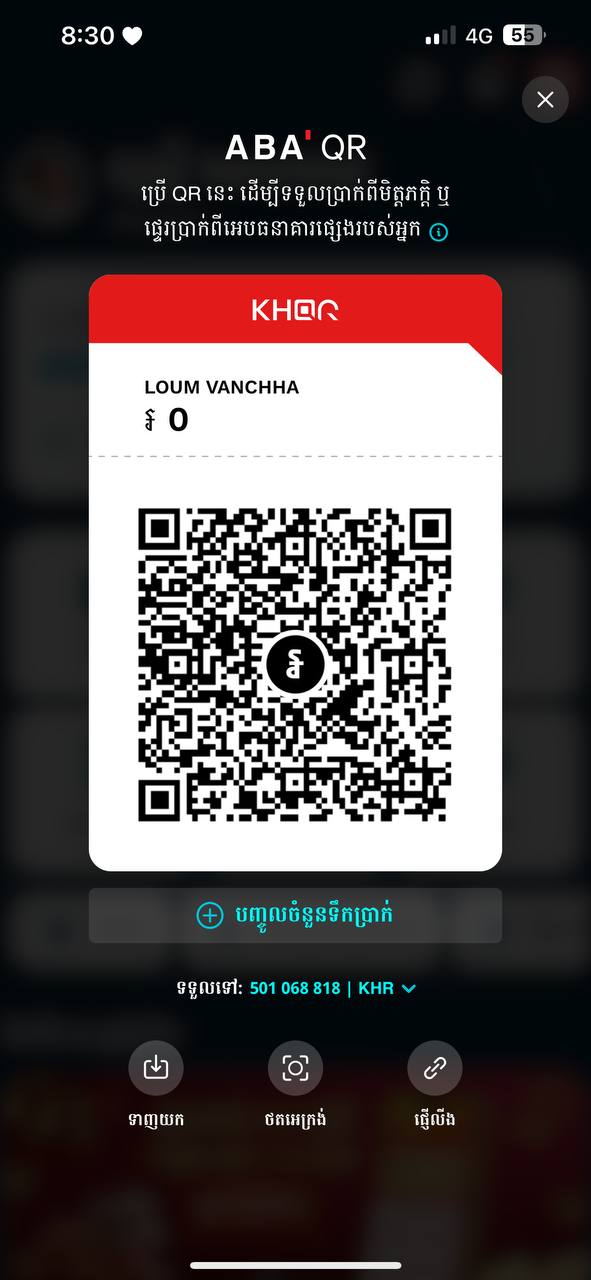 8:30
4G
55
ABA' QR
ប្រើ QR នេះ ដើម្បីទទួលប្រាក់ពីមិត្តភក្តិ ឬ
ផ្ទេរប្រាក់ពីអេបធនាគារផ្សេងរបស់អ្នក
KHQR
LOUM VANCHHA
៛ 0
៛
បញ្ចូលចំនួនទឹកប្រាក់
ទទួលទៅ: 501 068 818 | KHR
ទាញយក
ថតអេក្រង់
ផ្ញើលីង